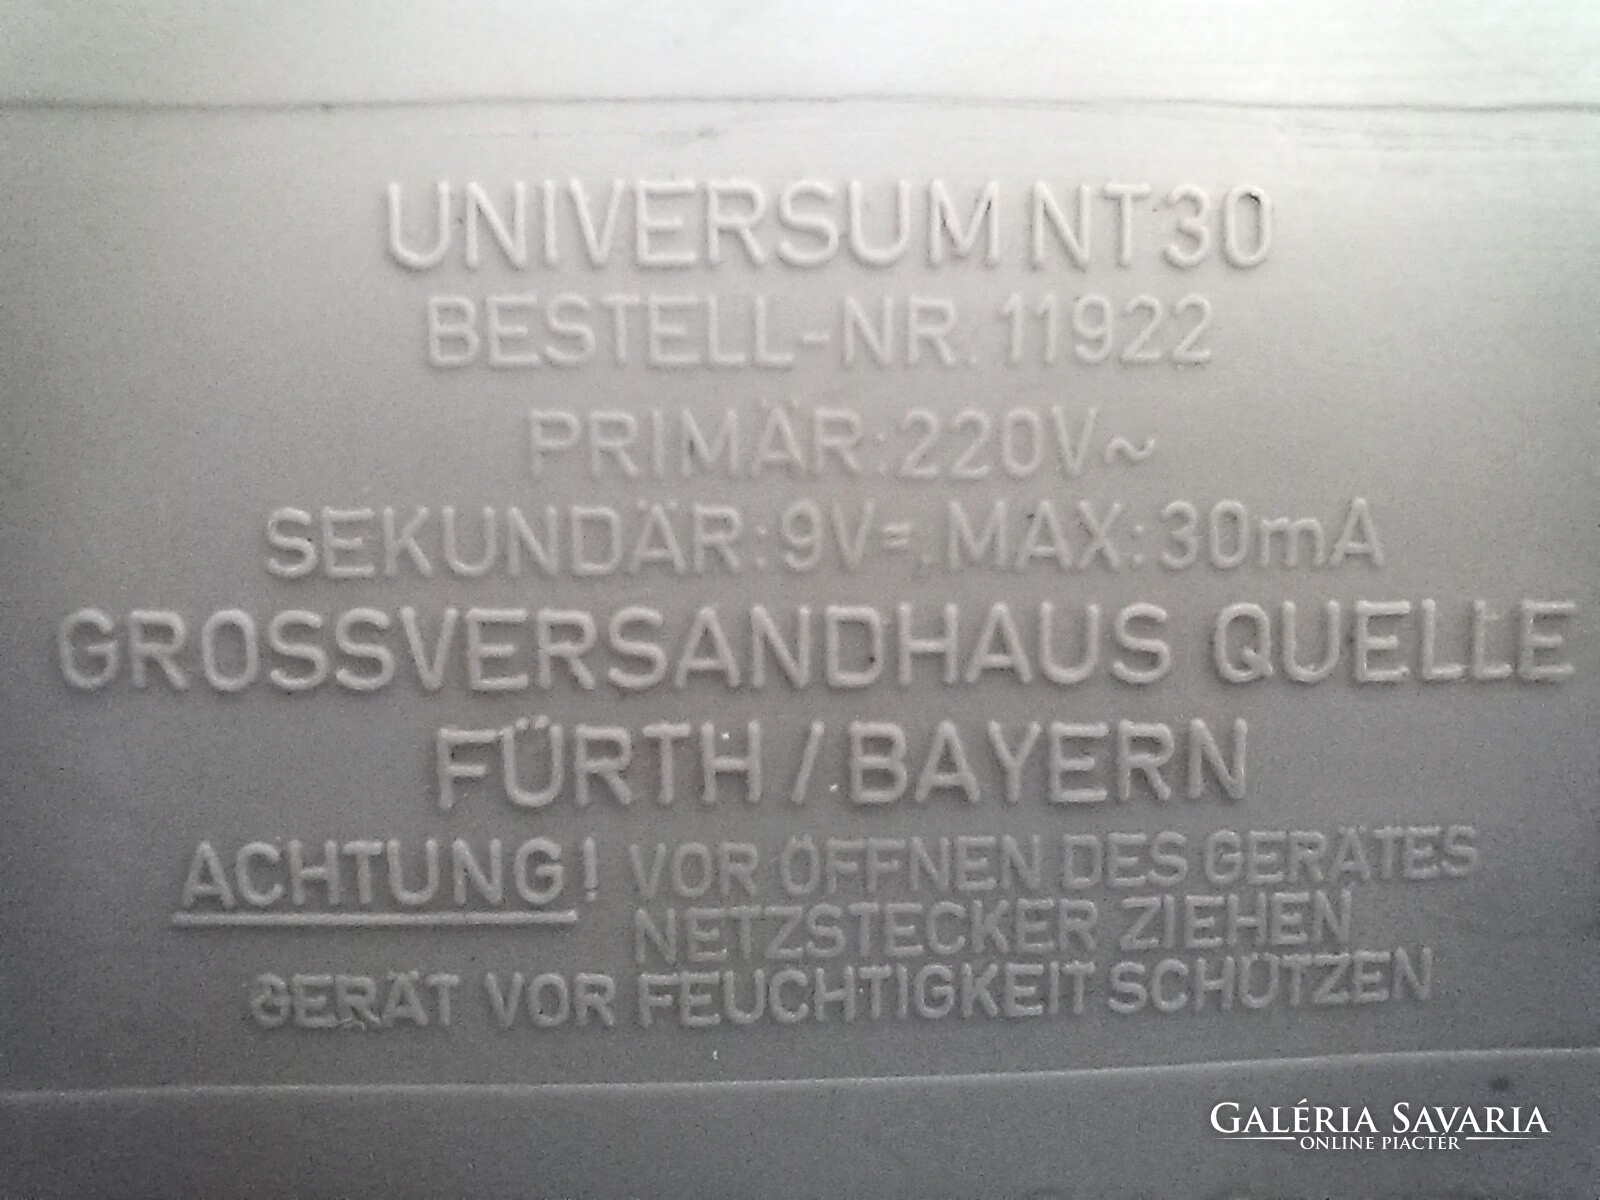 UNIVERSUM NT30
BESTELL-NR. 11922
PRIMÄR: 220V~
SEKUNDÄR: 9V=, MAX: 30mA
GROSSVERSANDHAUS QUELLE
FÜRTH / BAYERN
ACHTUNG! VOR ÖFFNEN DES GERÄTES
NETZSTECKER ZIEHEN
GERÄT VOR FEUCHTIGKEIT SCHÜTZEN
GALÉRIA SAVARIA
ONLINE PIACTÉR